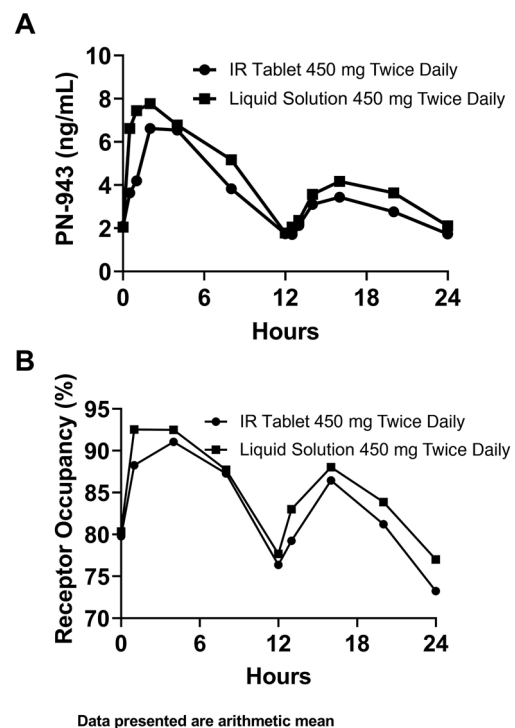 A
PN-943 (ng/mL)
10
8
6
4
2
0
IR Tablet 450 mg Twice Daily
Liquid Solution 450 mg Twice Daily
0 6 12 18 24
Hours
B
Receptor Occupancy (%)
95
90
85
80
75
70
IR Tablet 450 mg Twice Daily
Liquid Solution 450 mg Twice Daily
0 6 12 18 24
Hours
Data presented are arithmetic mean